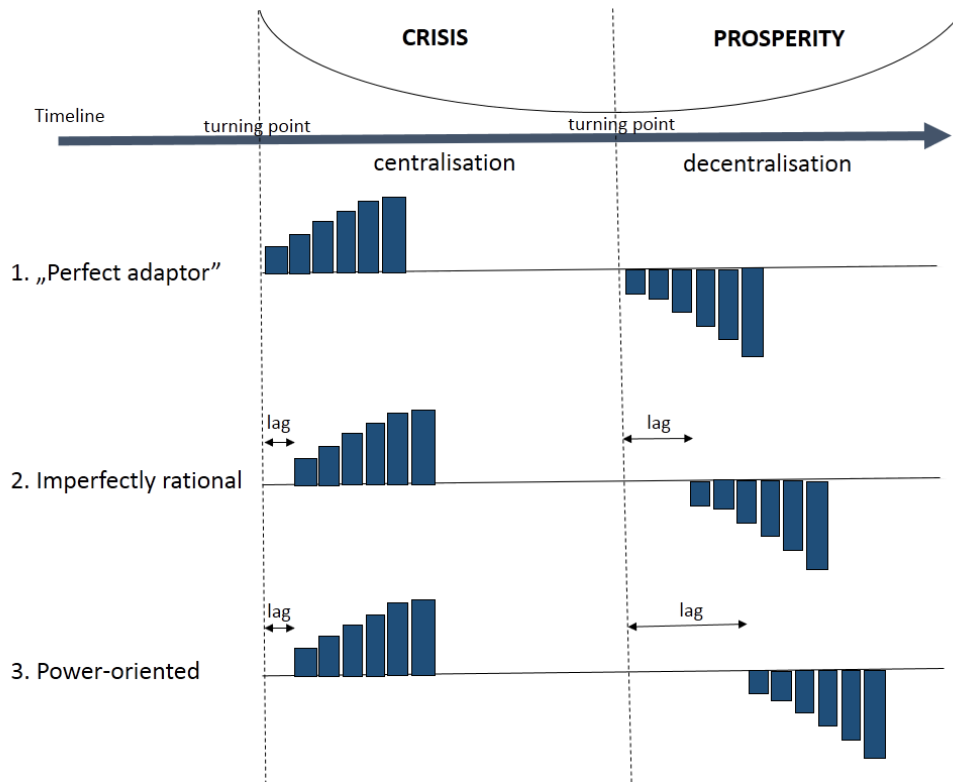 CRISIS
PROSPERITY
Timeline
turning point
turning point
centralisation
decentralisation
1. „Perfect adaptor”
lag
lag
2. Imperfectly rational
lag
lag
3. Power-oriented